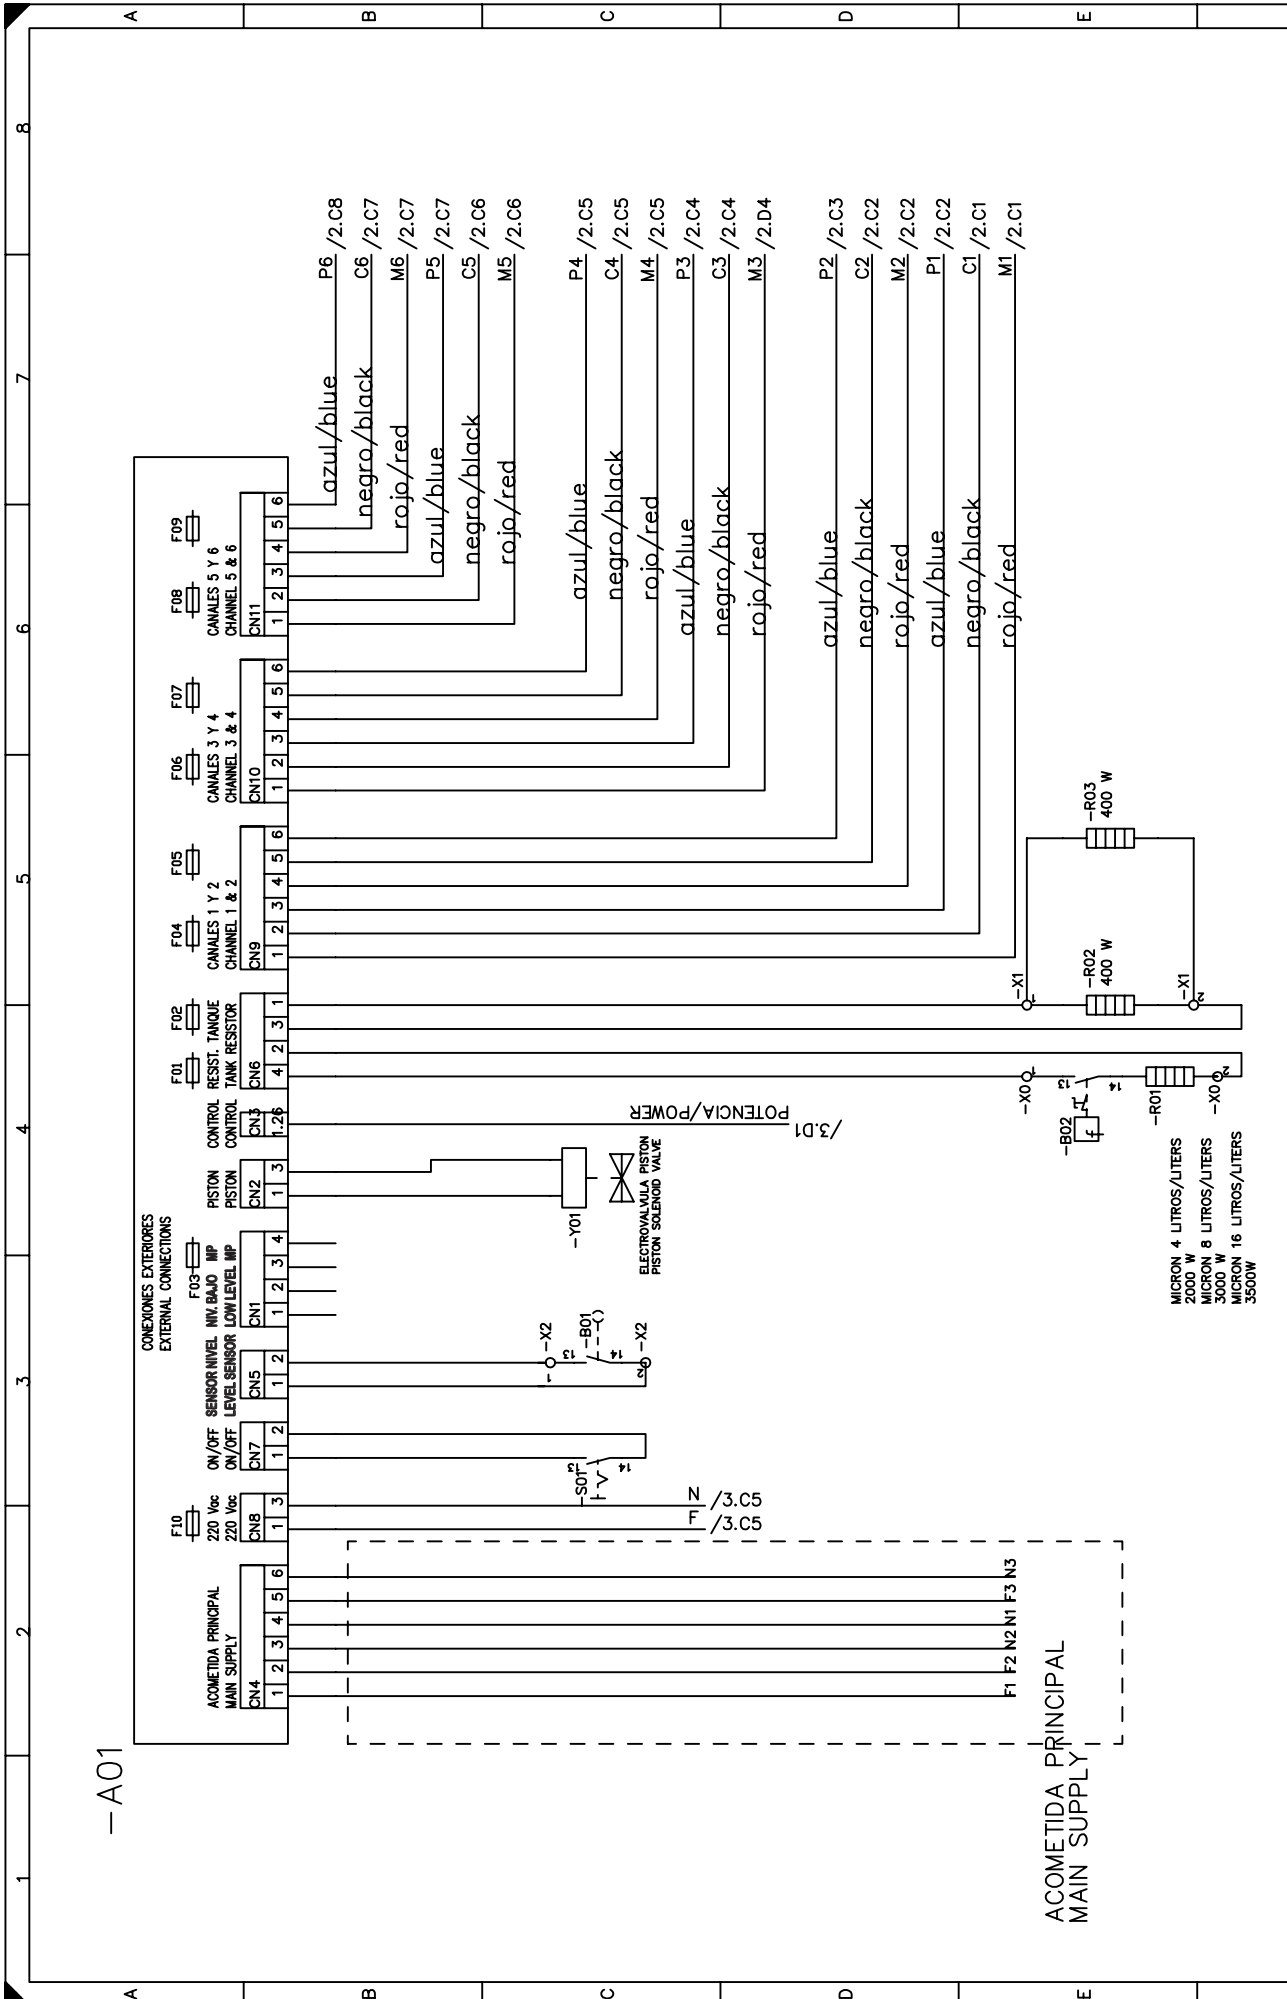 1
2
3
4
5
6
7
8
A
B
C
D
E
A
B
C
D
E
-A01
CONEXIONES EXTERIORES
EXTERNAL CONNECTIONS
F10
F03
F01
F02
F04
F05
F06
F07
F08
F09
ACOMETIDA PRINCIPAL
MAIN SUPPLY
CN4
1 2 3 4 5 6
220 Vac
220 Vac
CN8
1 3
ON/OFF
ON/OFF
CN7
1 2
SENSOR NIVEL
LEVEL SENSOR
CN5
1 2
NIV. BAJO MP
LOW LEVEL MP
CN1
1 2 3 4
PISTON
PISTON
CN2
1 3
CONTROL
CONTROL
CN3
1.26
RESIST. TANQUE
TANK RESISTOR
CN6
4 2 3 1
CANALES 1 Y 2
CHANNEL 1 & 2
CN9
1 2 3 4 5 6
CANALES 3 Y 4
CHANNEL 3 & 4
CN10
1 2 3 4 5 6
CANALES 5 Y 6
CHANNEL 5 & 6
CN11
1 2 3 4 5 6
azul/blue P6 /2.C8
negro/black C6 /2.C7
rojo/red M6 /2.C7
azul/blue P5 /2.C7
negro/black C5 /2.C6
rojo/red M5 /2.C6
azul/blue P4 /2.C5
negro/black C4 /2.C5
rojo/red M4 /2.C5
azul/blue P3 /2.C4
negro/black C3 /2.C4
rojo/red M3 /2.D4
azul/blue P2 /2.C3
negro/black C2 /2.C2
rojo/red M2 /2.C2
azul/blue P1 /2.C2
negro/black C1 /2.C1
rojo/red M1 /2.C1
-S01
13
14
N /3.C5
F /3.C5
-X2
1
-B01
13
14
-X2
2
-Y01
ELECTROVALVULA PISTON
PISTON SOLENOID VALVE
POTENCIA/POWER
/3.D1
-X0
1
-B02
13
14
f
-R01
-X0
2
-X1
1
-R02
400 W
-X1
2
-R03
400 W
MICRON 4 LITROS/LITERS
2000 W
MICRON 8 LITROS/LITERS
3000 W
MICRON 16 LITROS/LITERS
3500W
F1 F2 N2 N1 F3 N3
ACOMETIDA PRINCIPAL
MAIN SUPPLY